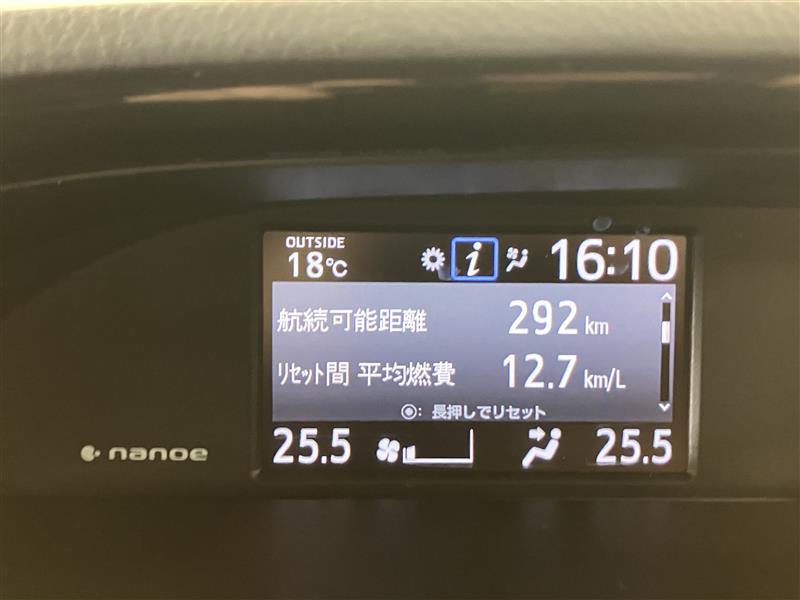 OUTSIDE
18℃ i 16:10
航続可能距離 292 km
リセット間 平均燃費 12.7 km/L
◉: 長押しでリセット
25.5 25.5
nanoe